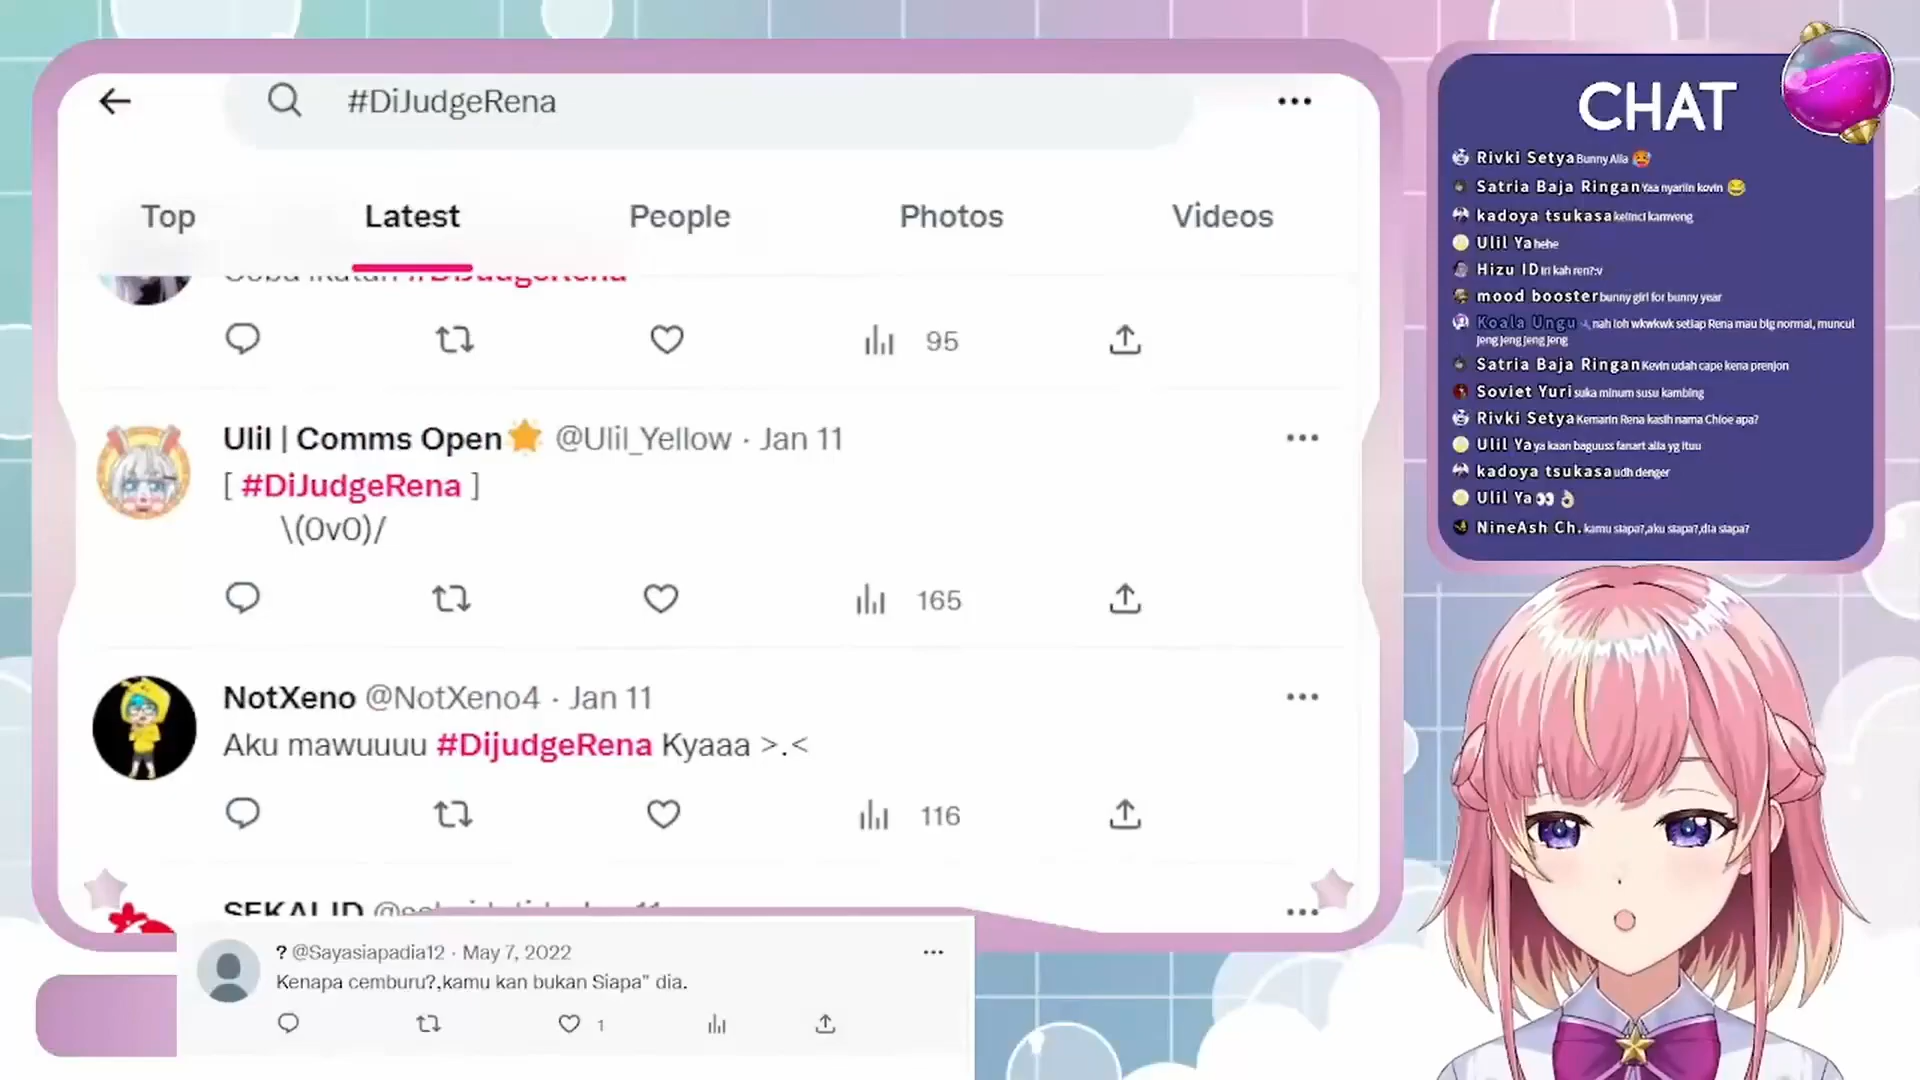 #DiJudgeRena
Top Latest People Photos Videos
#DiJudgeRena
95
Ulil | Comms Open @Ulil_Yellow · Jan 11
[ #DiJudgeRena ]
\(0v0)/
165
NotXeno @NotXeno4 · Jan 11
Aku mawuuuu #DijudgeRena Kyaaa >.<
116
SEKALID
? @Sayasiapadia12 · May 7, 2022
Kenapa cemburu?,kamu kan bukan Siapa" dia.
1
CHAT
Rivki Setya Bunny Alia
Satria Baja Ringan Yaa nyariin kovin
kadoya tsukasa kelinci kamveng
Ulil Ya hehe
Hizu ID iri kah ren?:v
mood booster bunny girl for bunny year
Koala Ungu nah loh wkwkwk setiap Rena mau blg normal, muncul
jeng jeng jeng jeng
Satria Baja Ringan Kevin udah cape kena prenjon
Soviet Yuri suka minum susu kambing
Rivki Setya Kemarin Rena kasih nama Chloe apa?
Ulil Ya ya kaan baguuss fanart alia yg ituu
kadoya tsukasa udh denger
Ulil Ya
NineAsh Ch. kamu siapa?,aku siapa?,dia siapa?